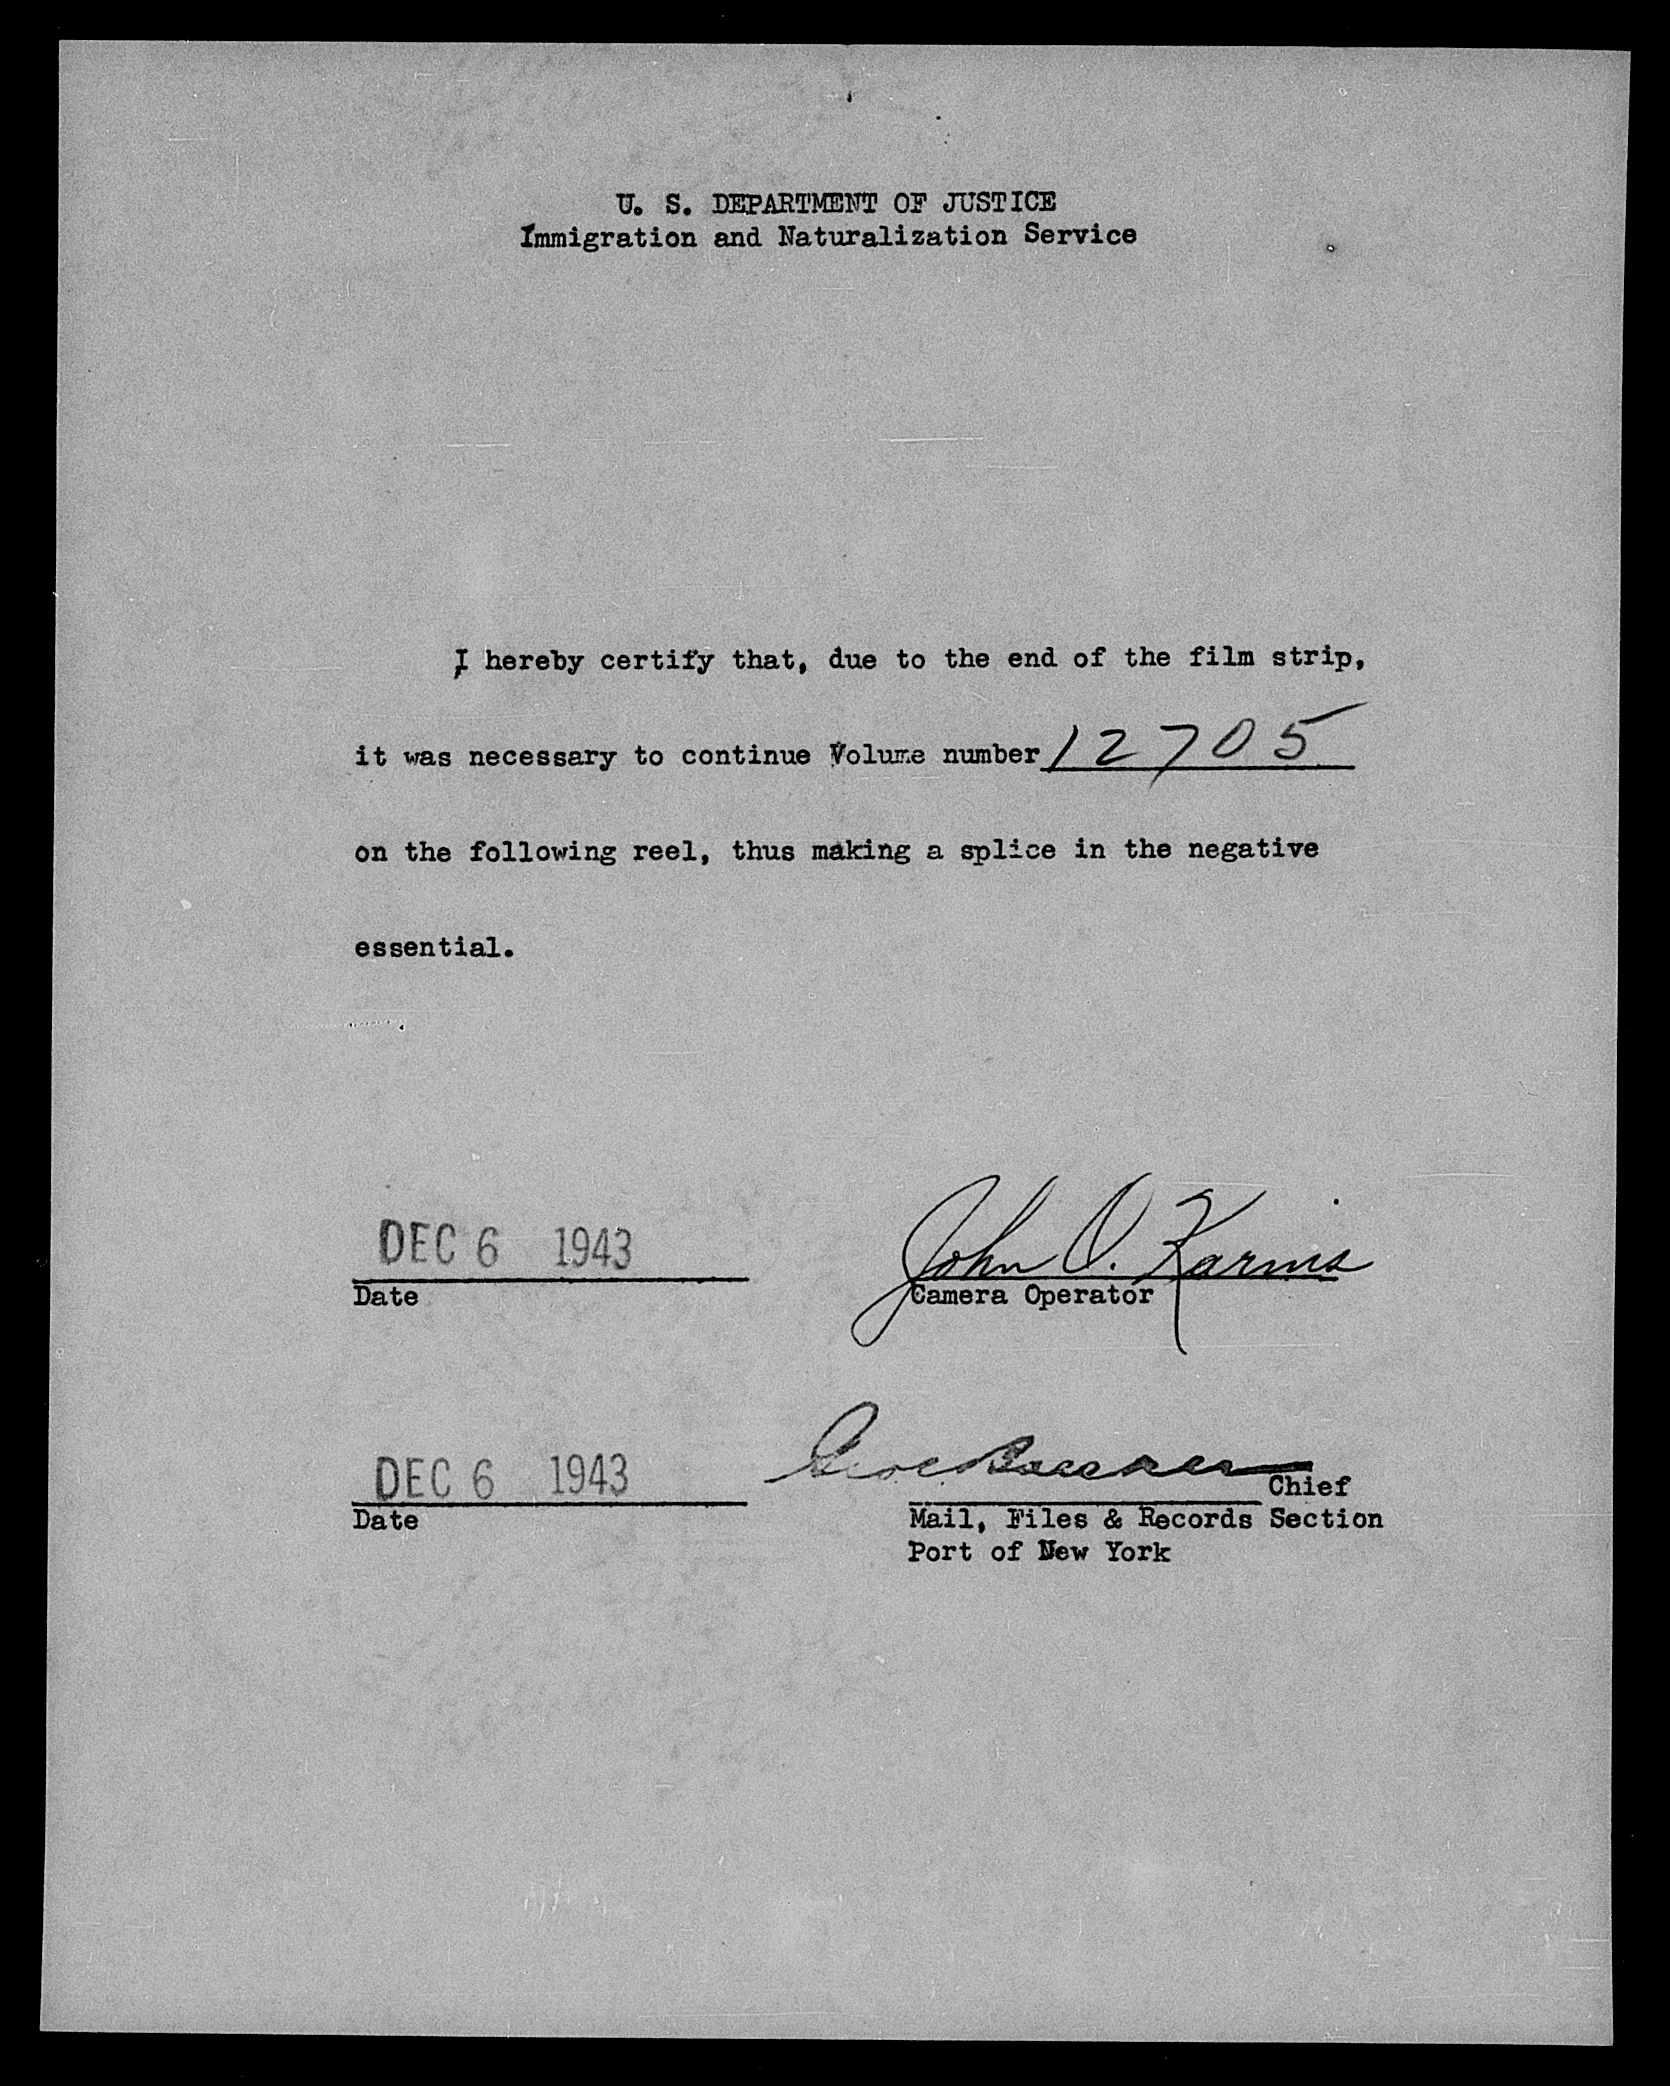 U. S. DEPARTMENT OF JUSTICE
Immigration and Naturalization Service
I hereby certify that, due to the end of the film strip,
it was necessary to continue Volume number 12705
on the following reel, thus making a splice in the negative
essential.
DEC 6 1943
Date
John O. Karnis
Camera Operator
DEC 6 1943
Date
Chief
Mail, Files & Records Section
Port of New York